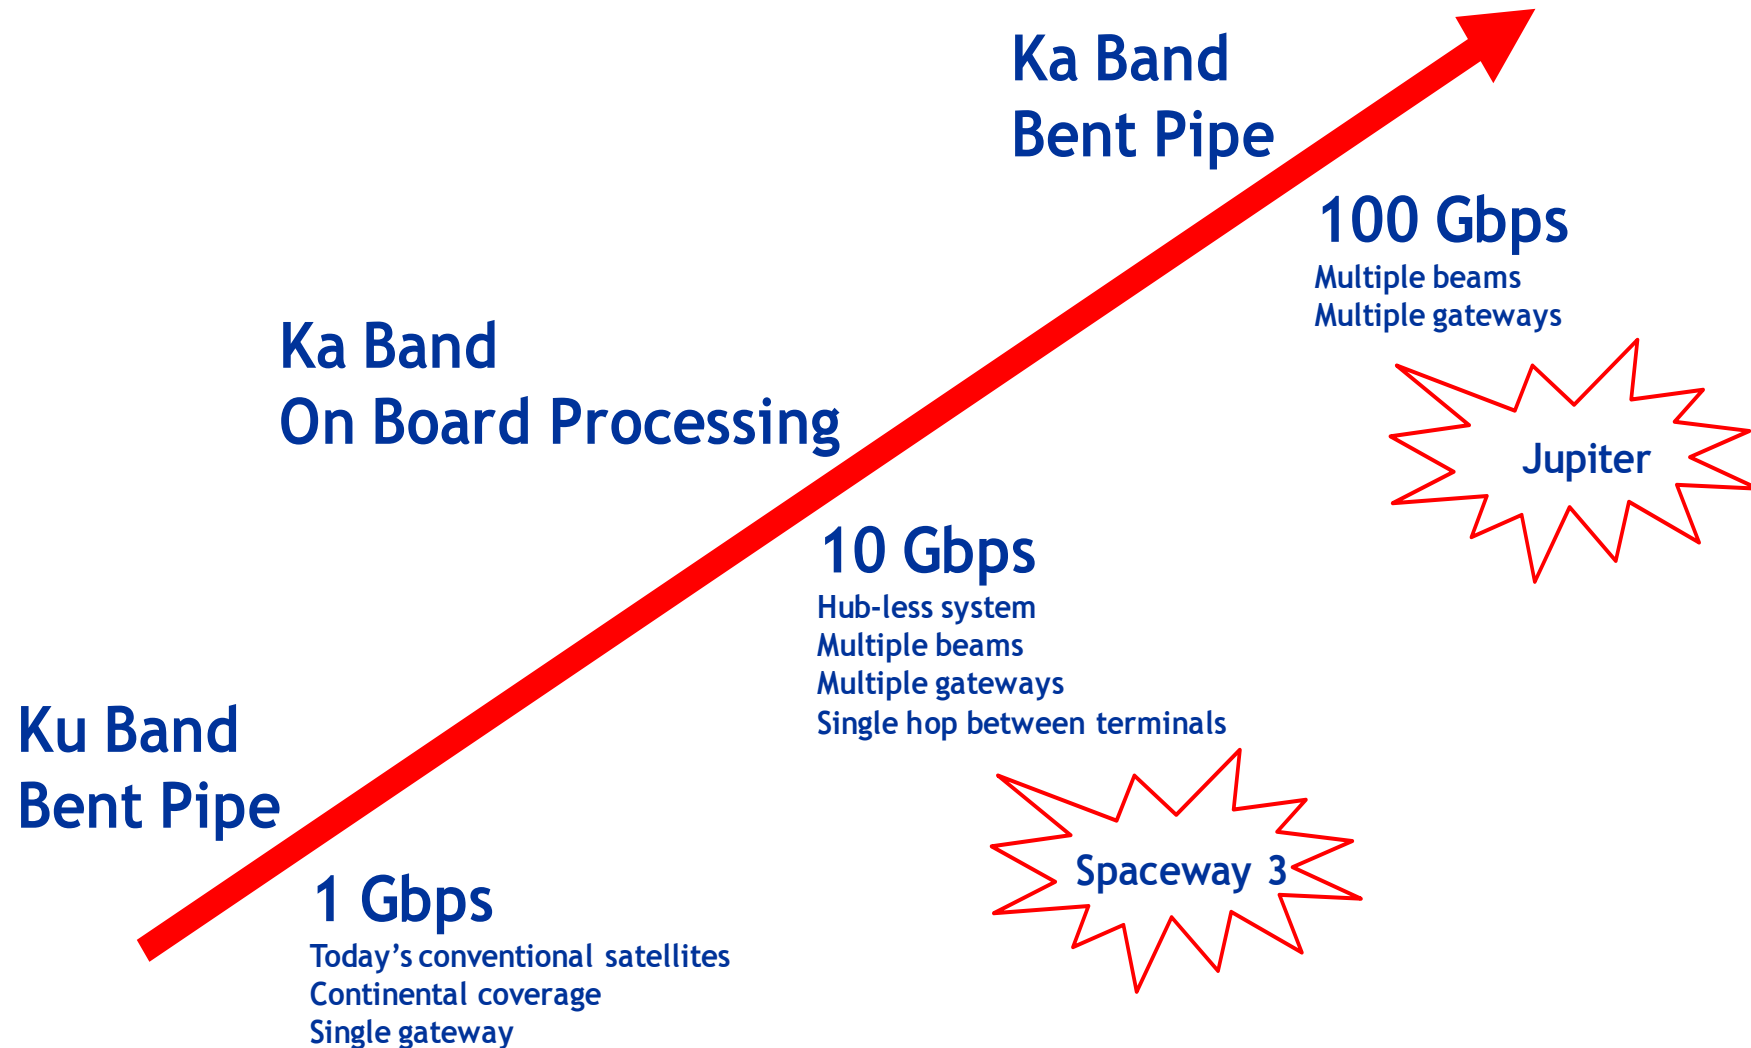 Ka Band
Bent Pipe
100 Gbps
Multiple beams
Multiple gateways
Jupiter
Ka Band
On Board Processing
10 Gbps
Hub-less system
Multiple beams
Multiple gateways
Single hop between terminals
Spaceway 3
Ku Band
Bent Pipe
1 Gbps
Today’s conventional satellites
Continental coverage
Single gateway